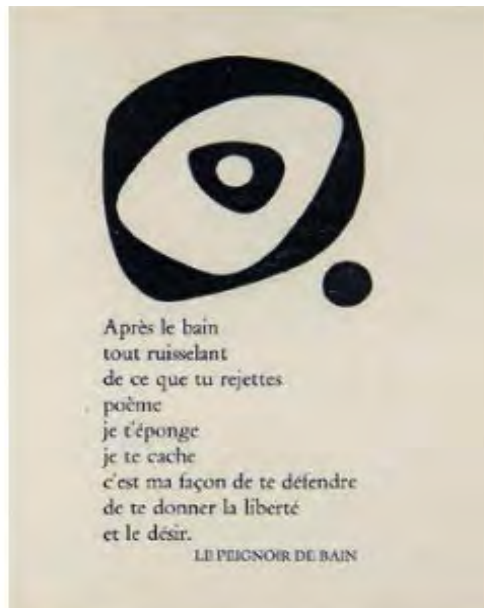 Après le bain
tout ruisselant
de ce que tu rejettes
poème
je t'éponge
je te cache
c'est ma façon de te défendre
de te donner la liberté
et le désir.
LE PEIGNOIR DE BAIN